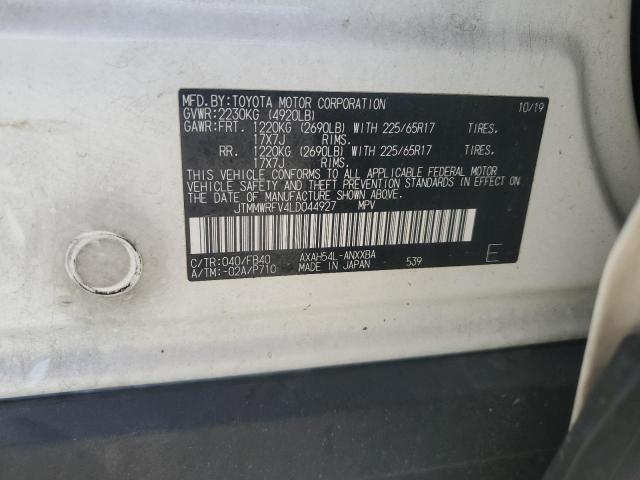 MFD.BY:TOYOTA MOTOR CORPORATION 10/19
GVWR:2230KG (4920LB)
GAWR:FRT. 1220KG (2690LB) WITH 225/65R17 TIRES.
17X7J RIMS.
RR. 1220KG (2690LB) WITH 225/65R17 TIRES.
17X7J RIMS.
THIS VEHICLE CONFORMS TO ALL APPLICABLE FEDERAL MOTOR
VEHICLE SAFETY AND THEFT PREVENTION STANDARDS IN EFFECT
ON THE DATE OF MANUFACTURE SHOWN ABOVE.
JTMMWRFV4LD044927 MPV
C/TR:040/FB40 AXAH54L-ANXXBA
A/TM:-02A/P710 MADE IN JAPAN 539 E